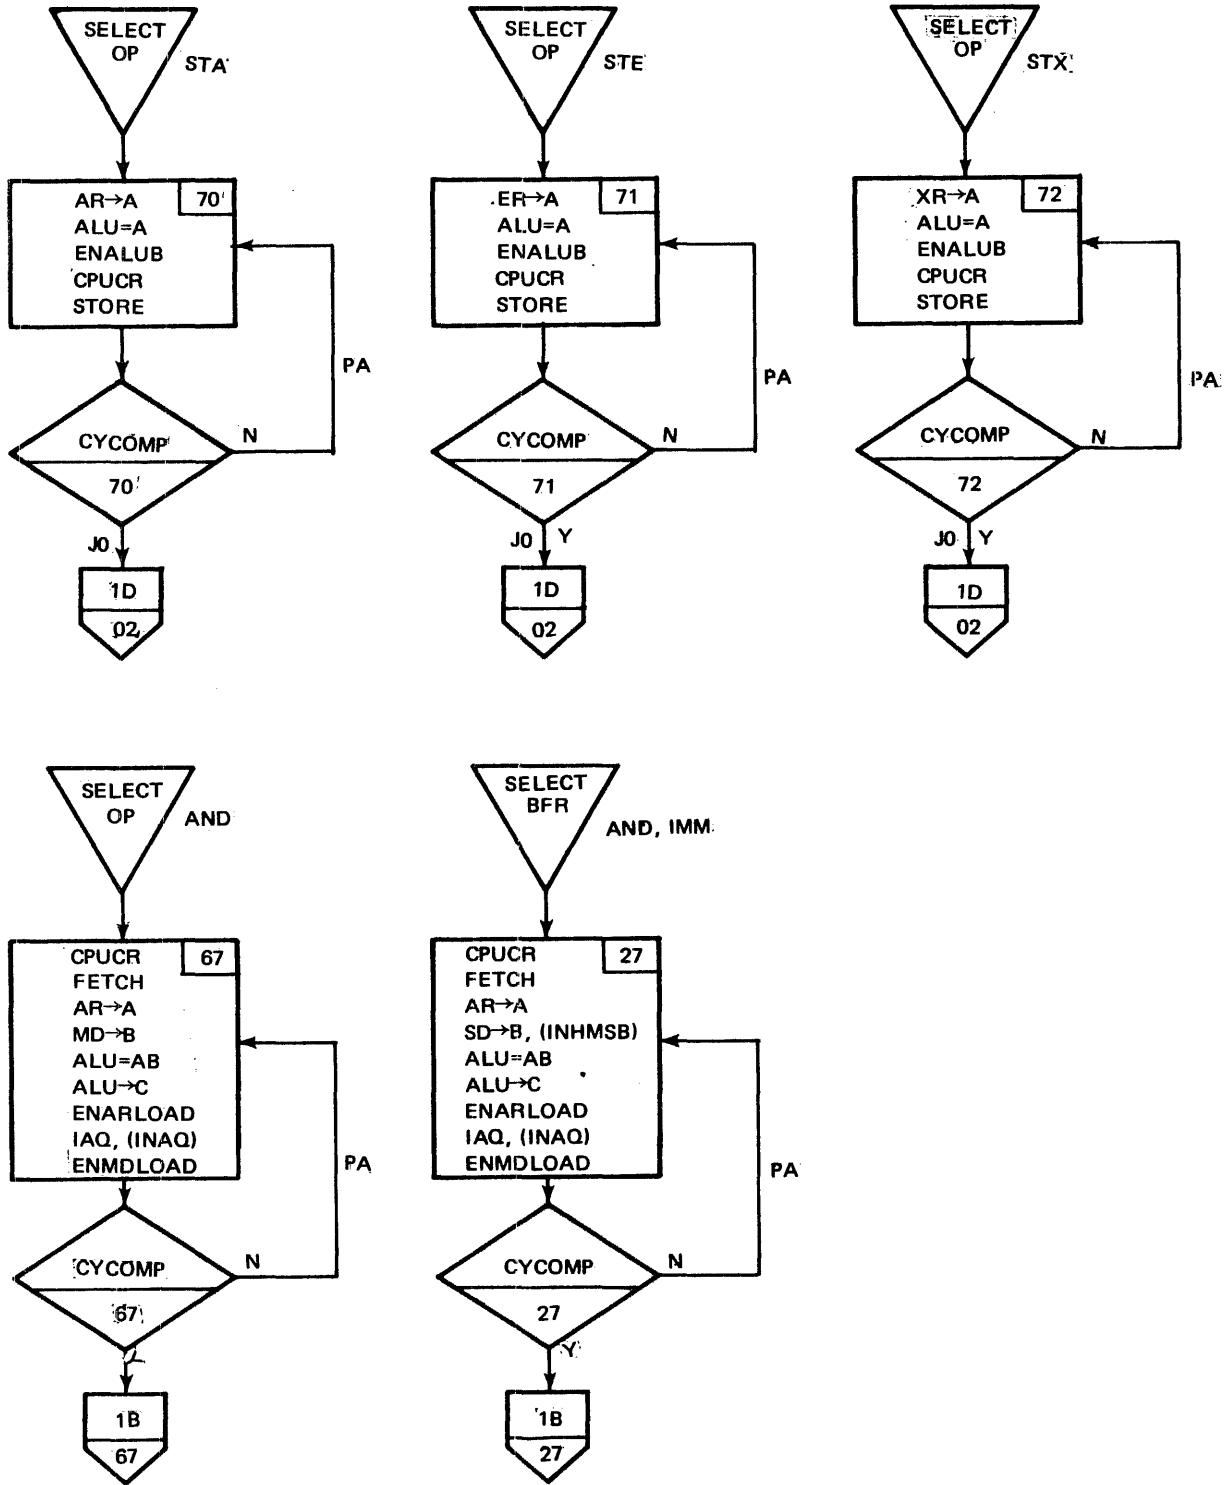 SELECT
OP
STA
70
AR→A
ALU=A
ENALUB
CPUCR
STORE
PA
CYCOMP
N
70
J0
1D
02
SELECT
OP
STE
71
ER→A
ALU=A
ENALUB
CPUCR
STORE
PA
CYCOMP
N
71
J0 Y
1D
02
SELECT
OP
STX
72
XR→A
ALU=A
ENALUB
CPUCR
STORE
PA
CYCOMP
N
72
J0 Y
1D
02
SELECT
OP
AND
67
CPUCR
FETCH
AR→A
MD→B
ALU=AB
ALU→C
ENARLOAD
IAQ, (INAQ)
ENMDLOAD
PA
CYCOMP
N
67
Y
1B
67
SELECT
BFR
AND, IMM
27
CPUCR
FETCH
AR→A
SD→B, (INHMSB)
ALU=AB
ALU→C
ENARLOAD
IAQ, (INAQ)
ENMDLOAD
PA
CYCOMP
N
27
Y
1B
27